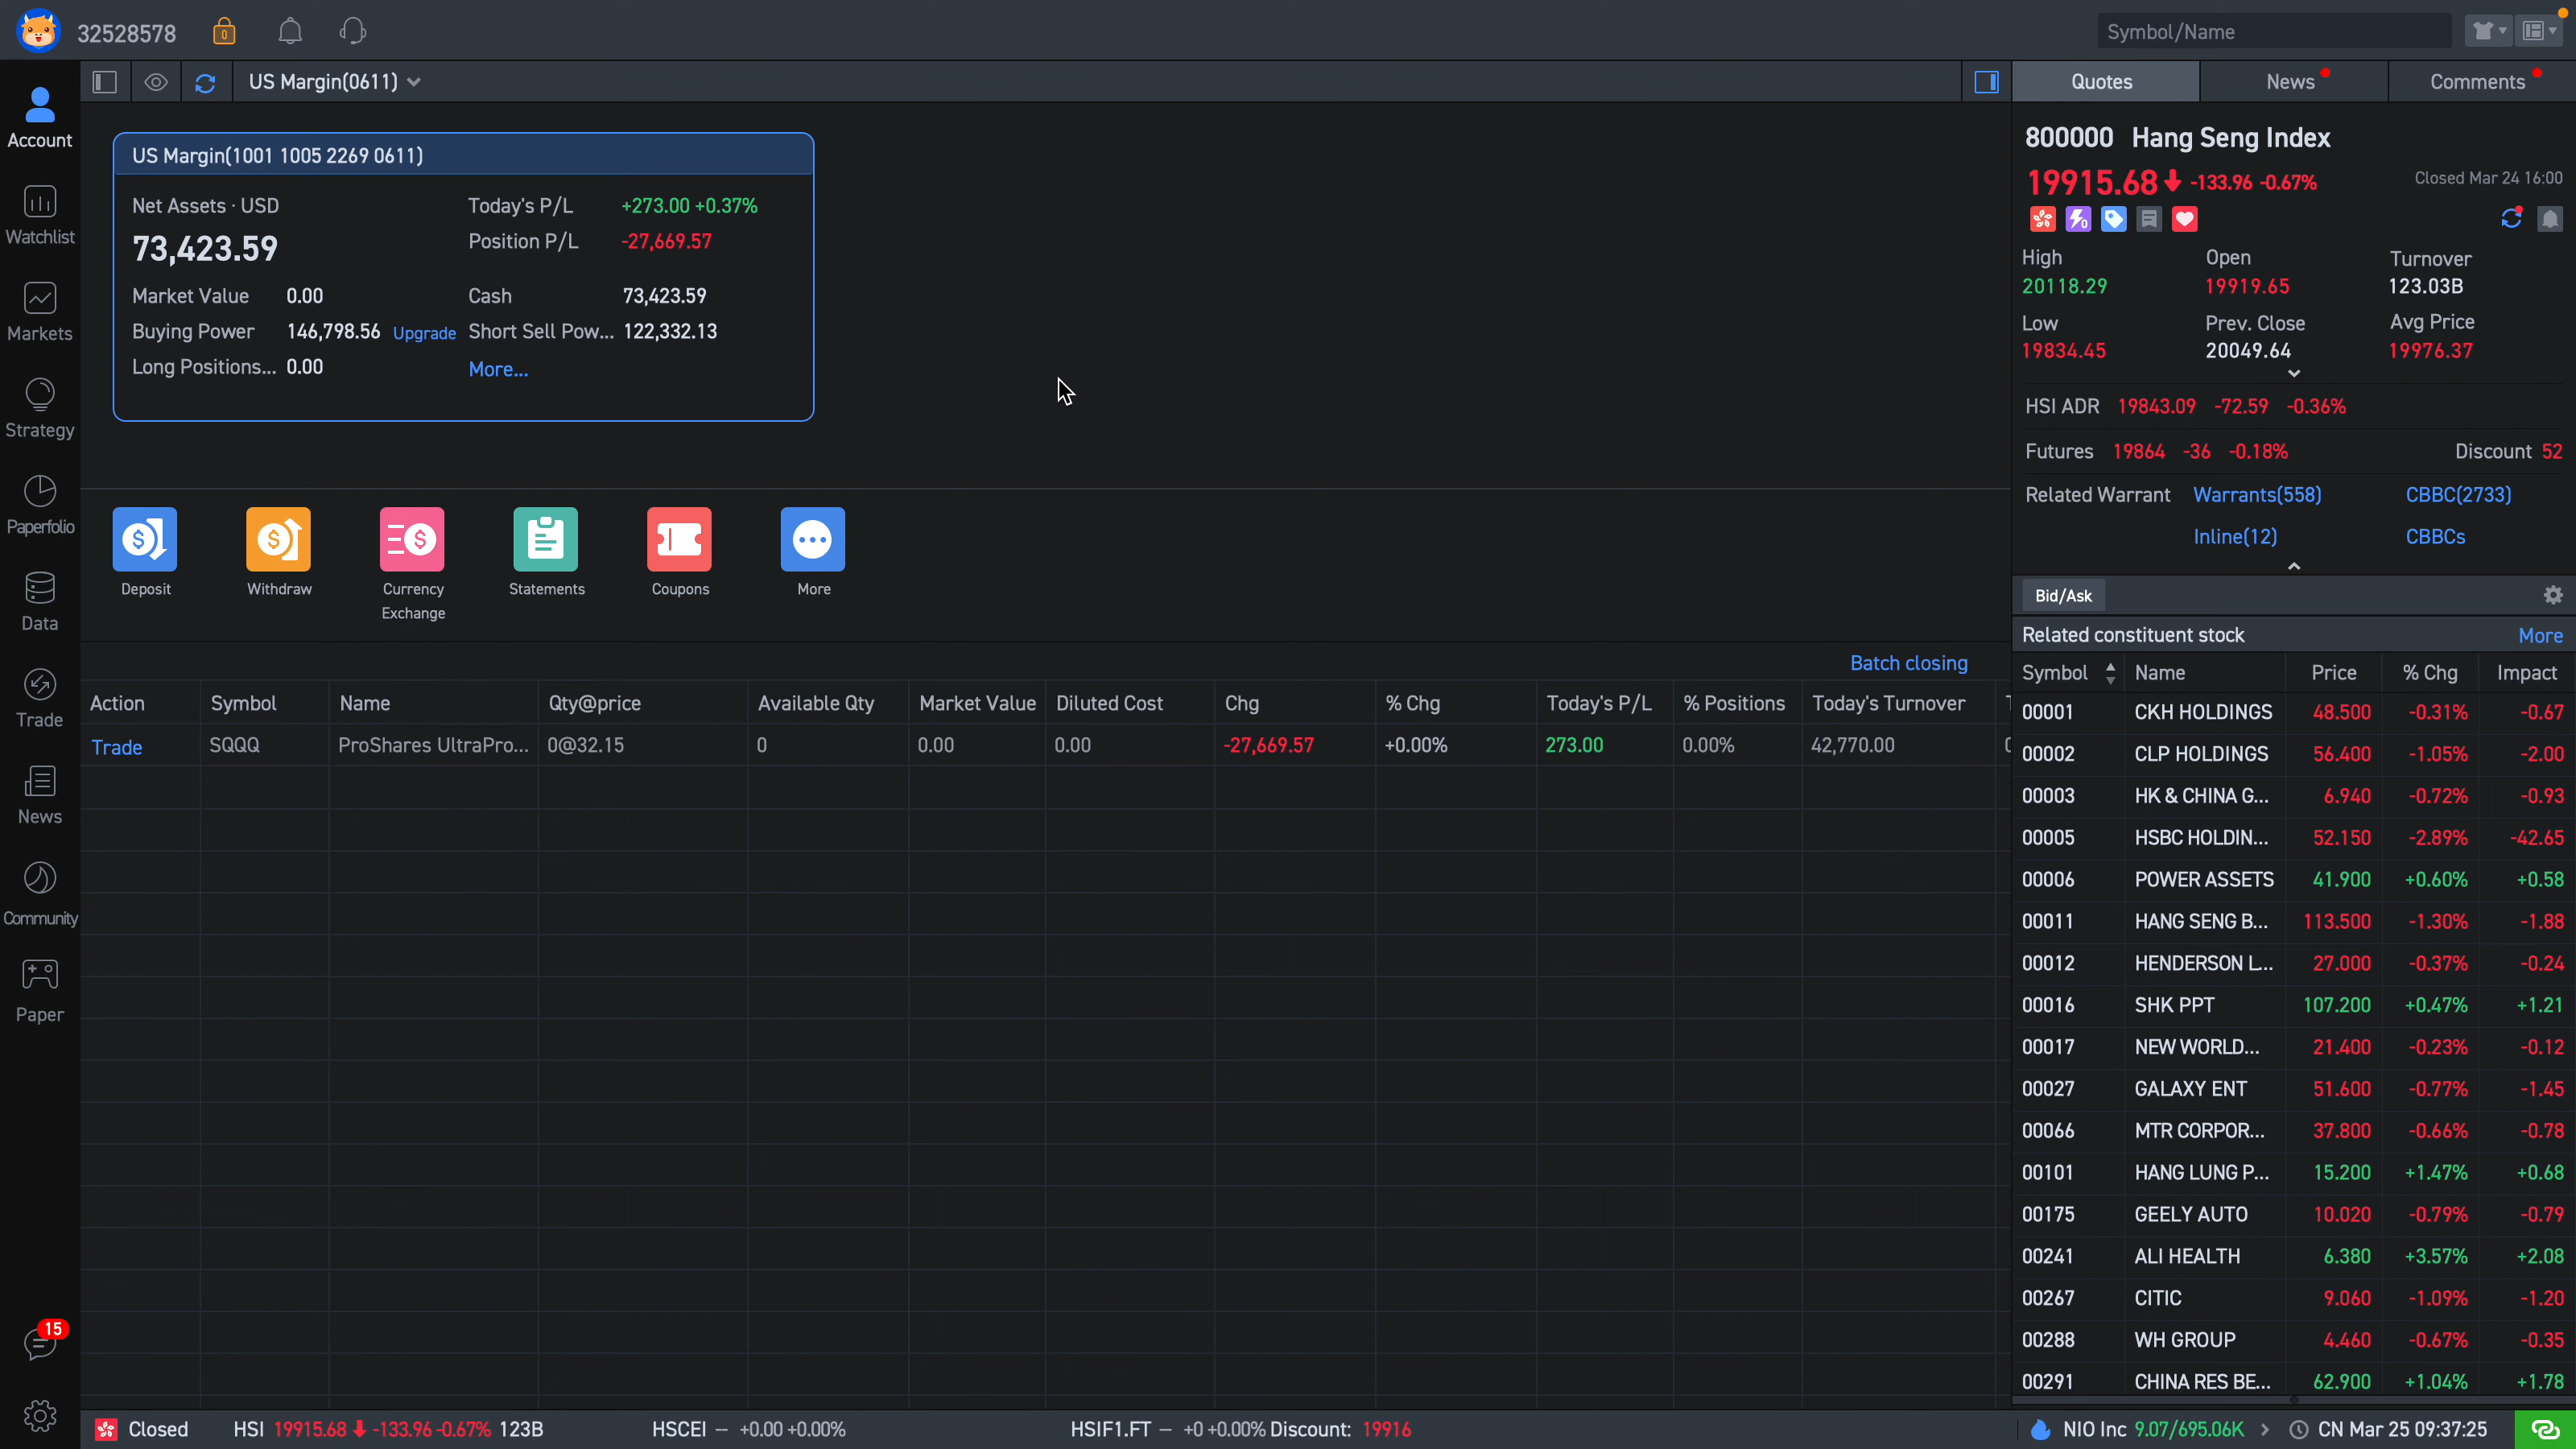 32528578
0
Symbol/Name
US Margin(0611)
Quotes
News
Comments
Account
Watchlist
Markets
Strategy
Paperfolio
Data
Trade
News
Community
Paper
15
US Margin(1001 1005 2269 0611)
Net Assets · USD
73,423.59
Today's P/L +273.00 +0.37%
Position P/L -27,669.57
Market Value 0.00
Cash 73,423.59
Buying Power 146,798.56 Upgrade
Short Sell Pow... 122,332.13
Long Positions... 0.00
More...
Deposit
Withdraw
Currency
Exchange
Statements
Coupons
More
Batch closing
Action Symbol Name Qty@price Available Qty Market Value Diluted Cost Chg % Chg Today's P/L % Positions Today's Turnover
Trade SQQQ ProShares UltraPro... 0@32.15 0 0.00 0.00 -27,669.57 +0.00% 273.00 0.00% 42,770.00
800000 Hang Seng Index
19915.68 -133.96 -0.67% Closed Mar 24 16:00
High Open Turnover
20118.29 19919.65 123.03B
Low Prev. Close Avg Price
19834.45 20049.64 19976.37
HSI ADR 19843.09 -72.59 -0.36%
Futures 19864 -36 -0.18% Discount 52
Related Warrant Warrants(558) CBBC(2733)
Inline(12) CBBCs
Bid/Ask
Related constituent stock More
Symbol Name Price % Chg Impact
00001 CKH HOLDINGS 48.500 -0.31% -0.67
00002 CLP HOLDINGS 56.400 -1.05% -2.00
00003 HK & CHINA G... 6.940 -0.72% -0.93
00005 HSBC HOLDIN... 52.150 -2.89% -42.65
00006 POWER ASSETS 41.900 +0.60% +0.58
00011 HANG SENG B... 113.500 -1.30% -1.88
00012 HENDERSON L... 27.000 -0.37% -0.24
00016 SHK PPT 107.200 +0.47% +1.21
00017 NEW WORLD... 21.400 -0.23% -0.12
00027 GALAXY ENT 51.600 -0.77% -1.45
00066 MTR CORPOR... 37.800 -0.66% -0.78
00101 HANG LUNG P... 15.200 +1.47% +0.68
00175 GEELY AUTO 10.020 -0.79% -0.79
00241 ALI HEALTH 6.380 +3.57% +2.08
00267 CITIC 9.060 -1.09% -1.20
00288 WH GROUP 4.460 -0.67% -0.35
00291 CHINA RES BE... 62.900 +1.04% +1.78
Closed HSI 19915.68 -133.96 -0.67% 123B HSCEI — +0.00 +0.00% HSIF1.FT — +0 +0.00% Discount: 19916 NIO Inc 9.07/695.06K CN Mar 25 09:37:25